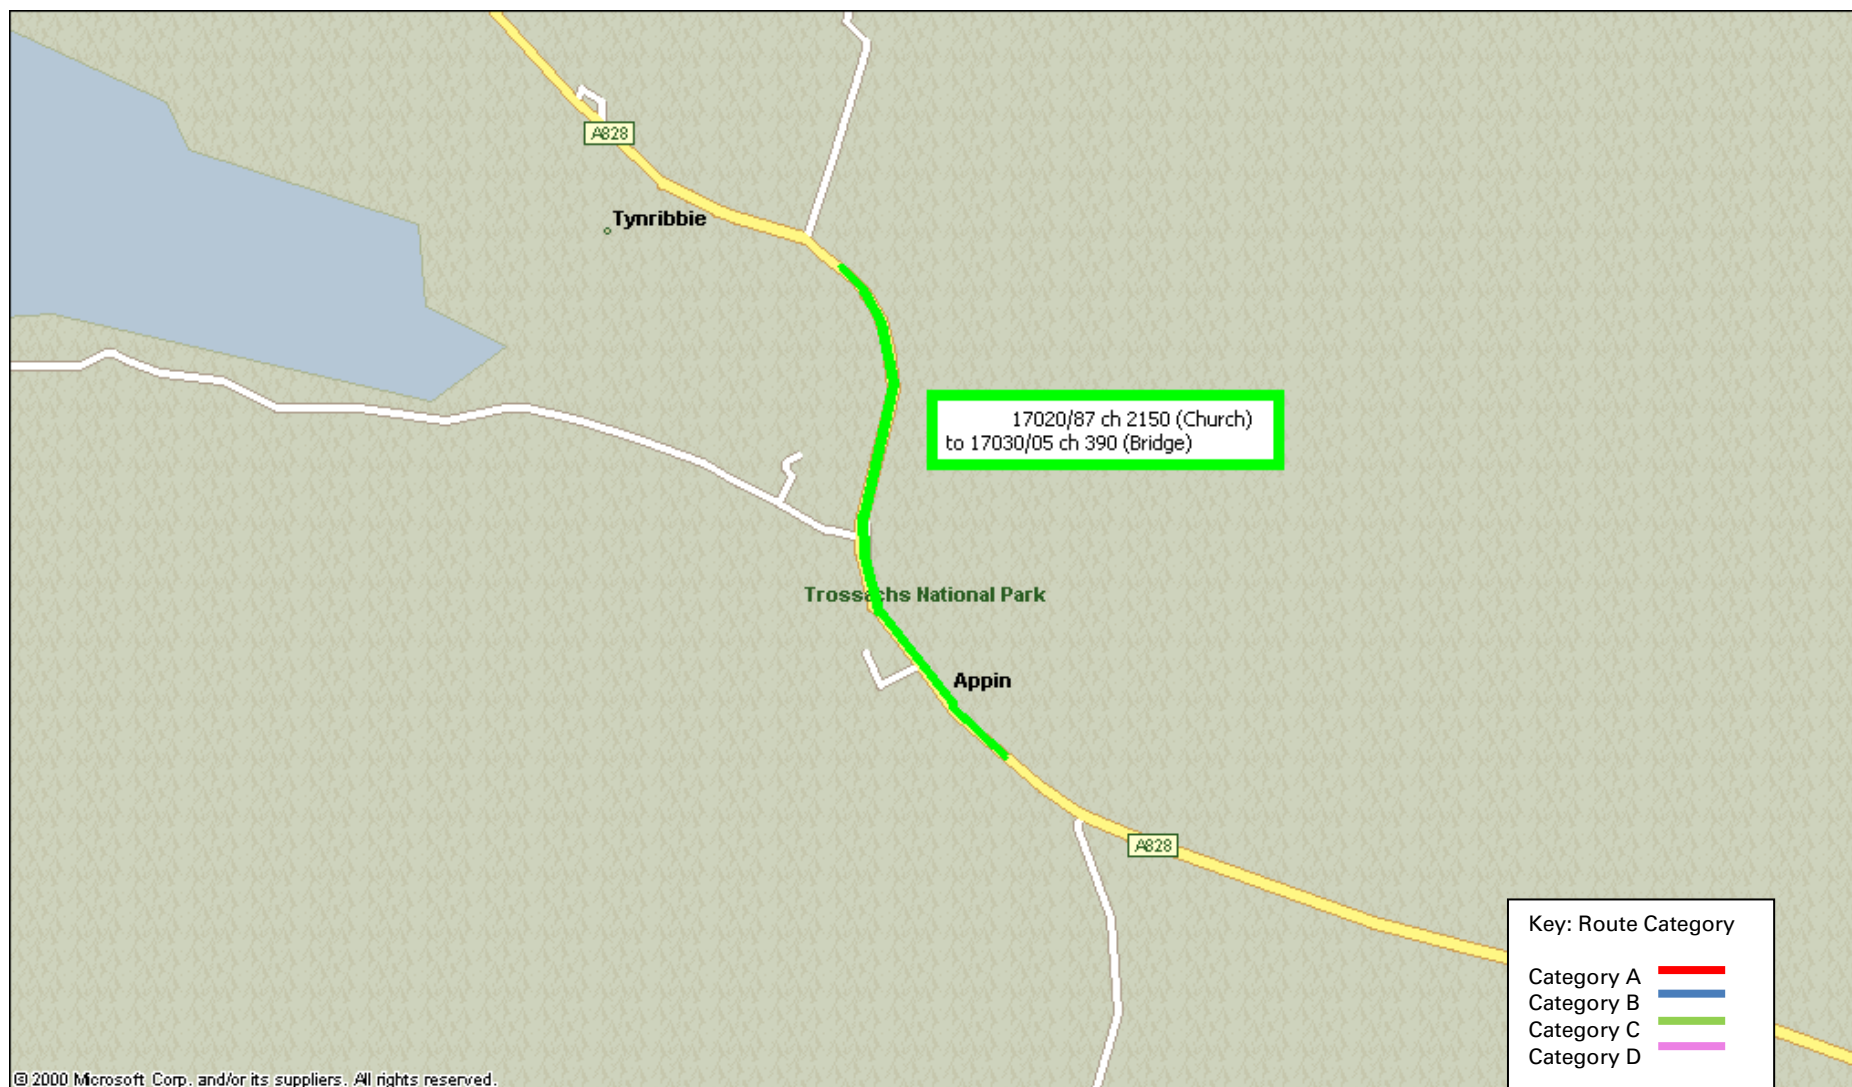 A828
Tynribbie
17020/87 ch 2150 (Church)
to 17030/05 ch 390 (Bridge)
Trossachs National Park
Appin
A828
Key: Route Category
Category A
Category B
Category C
Category D
© 2000 Microsoft Corp. and/or its suppliers. All rights reserved.